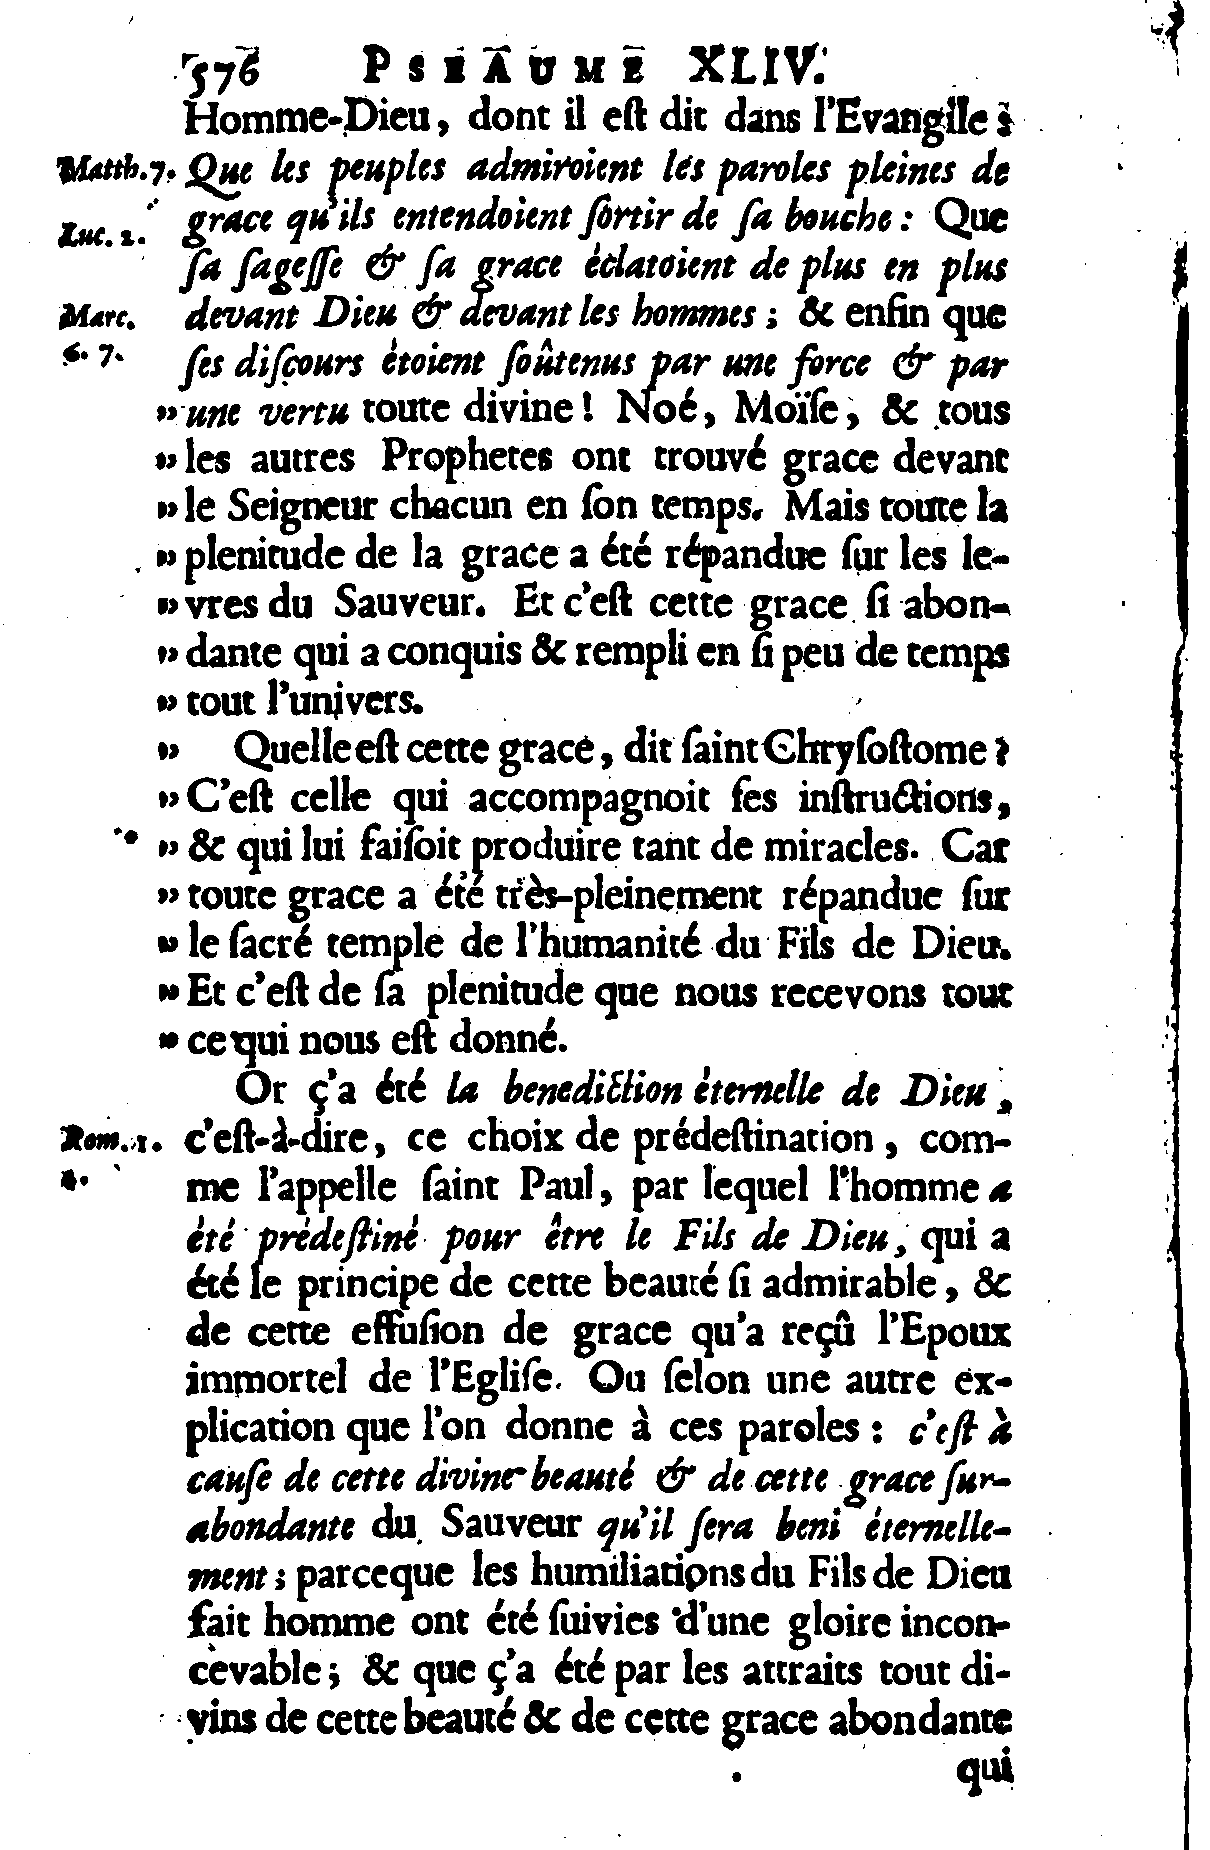 576 PSEAUME XLIV.
Homme-Dieu, dont il eſt dit dans l'Evangile :
Matth. 7. Que les peuples admiroient les paroles pleines de
Luc. 2. grace qu'ils entendoient ſortir de ſa bouche : Que
ſa ſageſſe & ſa grace éclatoient de plus en plus
Marc. devant Dieu & devant les hommes ; & enfin que
6. 7. ſes diſcours étoient ſoûtenus par une force & par
" une vertu toute divine ! Noé, Moïſe, & tous
" les autres Prophetes ont trouvé grace devant
" le Seigneur chacun en ſon temps. Mais toute la
" plenitude de la grace a été répandue ſur les le-
" vres du Sauveur. Et c'eſt cette grace ſi abon-
" dante qui a conquis & rempli en ſi peu de temps
" tout l'univers.
" Quelle eſt cette grace, dit ſaint Chryſoſtome ?
" C'eſt celle qui accompagnoit ſes inſtructions,
" & qui lui faiſoit produire tant de miracles. Car
" toute grace a été très-pleinement répandue ſur
" le ſacré temple de l'humanité du Fils de Dieu.
" Et c'eſt de ſa plenitude que nous recevons tout
" ce qui nous eſt donné.
Or ç'a été la benediction éternelle de Dieu,
Rom. 1. c'eſt-à-dire, ce choix de prédeſtination, com-
4. me l'appelle ſaint Paul, par lequel l'homme a
été prédeſtiné pour être le Fils de Dieu, qui a
été le principe de cette beauté ſi admirable, &
de cette effuſion de grace qu'a reçû l'Epoux
immortel de l'Egliſe. Ou ſelon une autre ex-
plication que l'on donne à ces paroles : c'eſt à
cauſe de cette divine beauté & de cette grace ſur-
abondante du Sauveur qu'il ſera beni éternelle-
ment ; parceque les humiliations du Fils de Dieu
fait homme ont été ſuivies d'une gloire incon-
cevable ; & que ç'a été par les attraits tout di-
vins de cette beauté & de cette grace abondante
qui